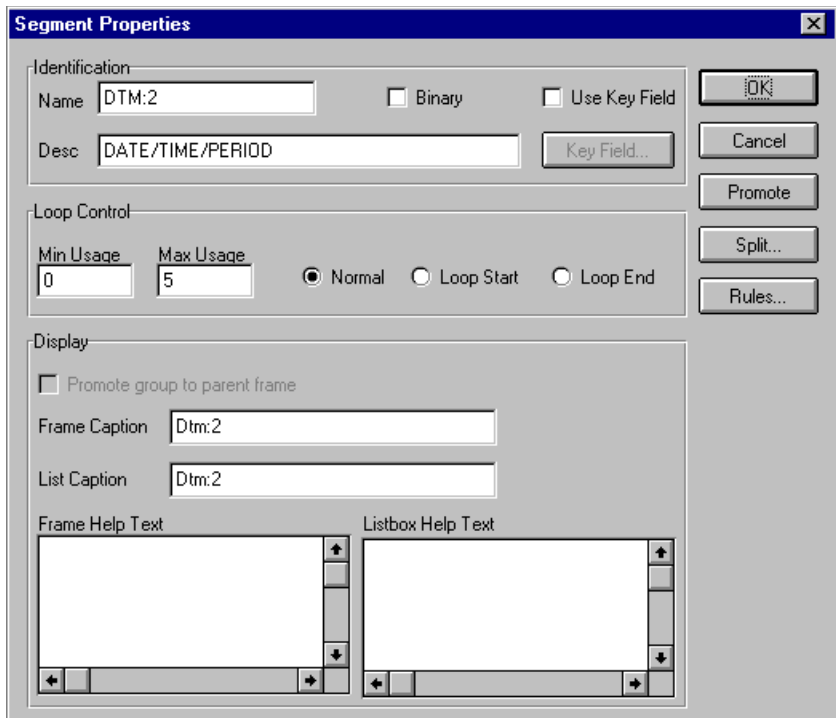 Segment Properties
Identification
Name DTM:2 Binary Use Key Field
Desc DATE/TIME/PERIOD Key Field...
OK
Cancel
Promote
Split...
Rules...
Loop Control
Min Usage Max Usage
0 5 Normal Loop Start Loop End
Display
Promote group to parent frame
Frame Caption Dtm:2
List Caption Dtm:2
Frame Help Text Listbox Help Text